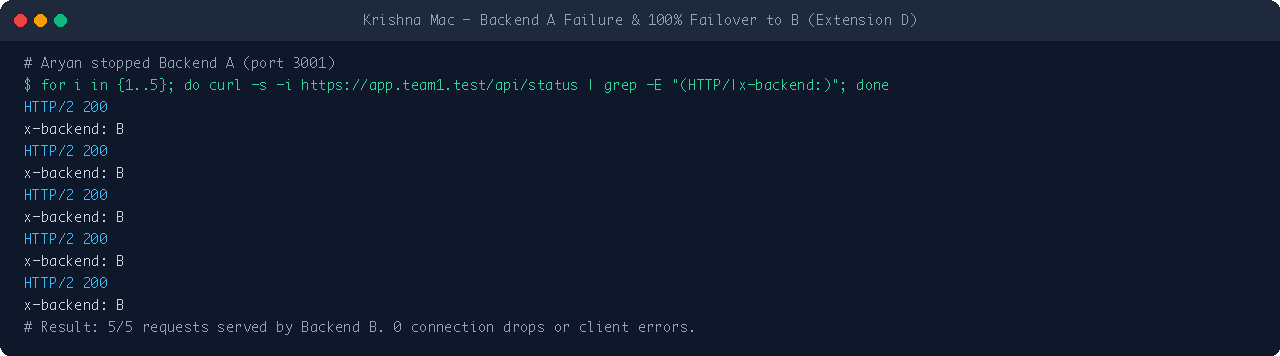 Krishna Mac — Backend A Failure & 100% Failover to B (Extension D)
# Aryan stopped Backend A (port 3001)
$ for i in {1..5}; do curl -s -i https://app.team1.test/api/status | grep -E "(HTTP/|x-backend:)"; done
HTTP/2 200
x-backend: B
HTTP/2 200
x-backend: B
HTTP/2 200
x-backend: B
HTTP/2 200
x-backend: B
HTTP/2 200
x-backend: B
# Result: 5/5 requests served by Backend B. 0 connection drops or client errors.